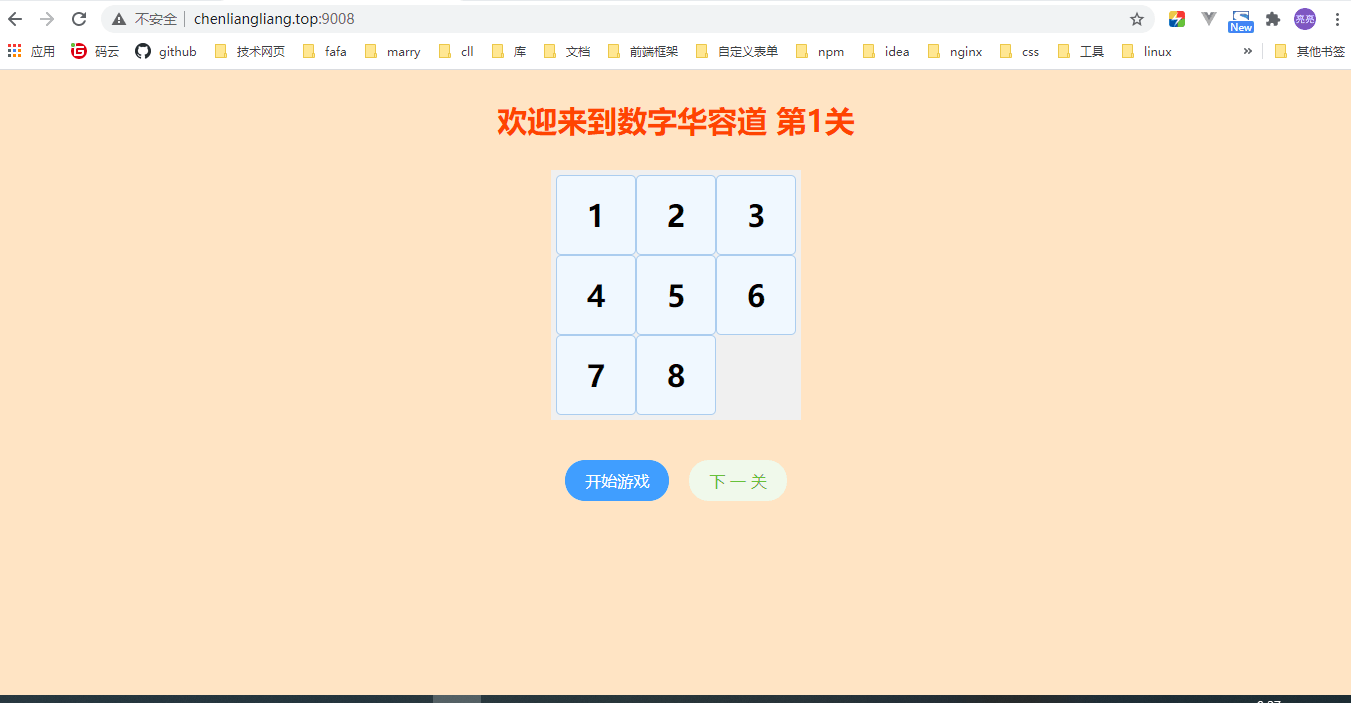 不安全 chenliangliang.top:9008 亮亮
New
应用 码云 github 技术网页 fafa marry cll 库 文档 前端框架 自定义表单 npm idea nginx css 工具 linux » 其他书签
欢迎来到数字华容道 第1关
1 2 3
4 5 6
7 8
开始游戏 下一关